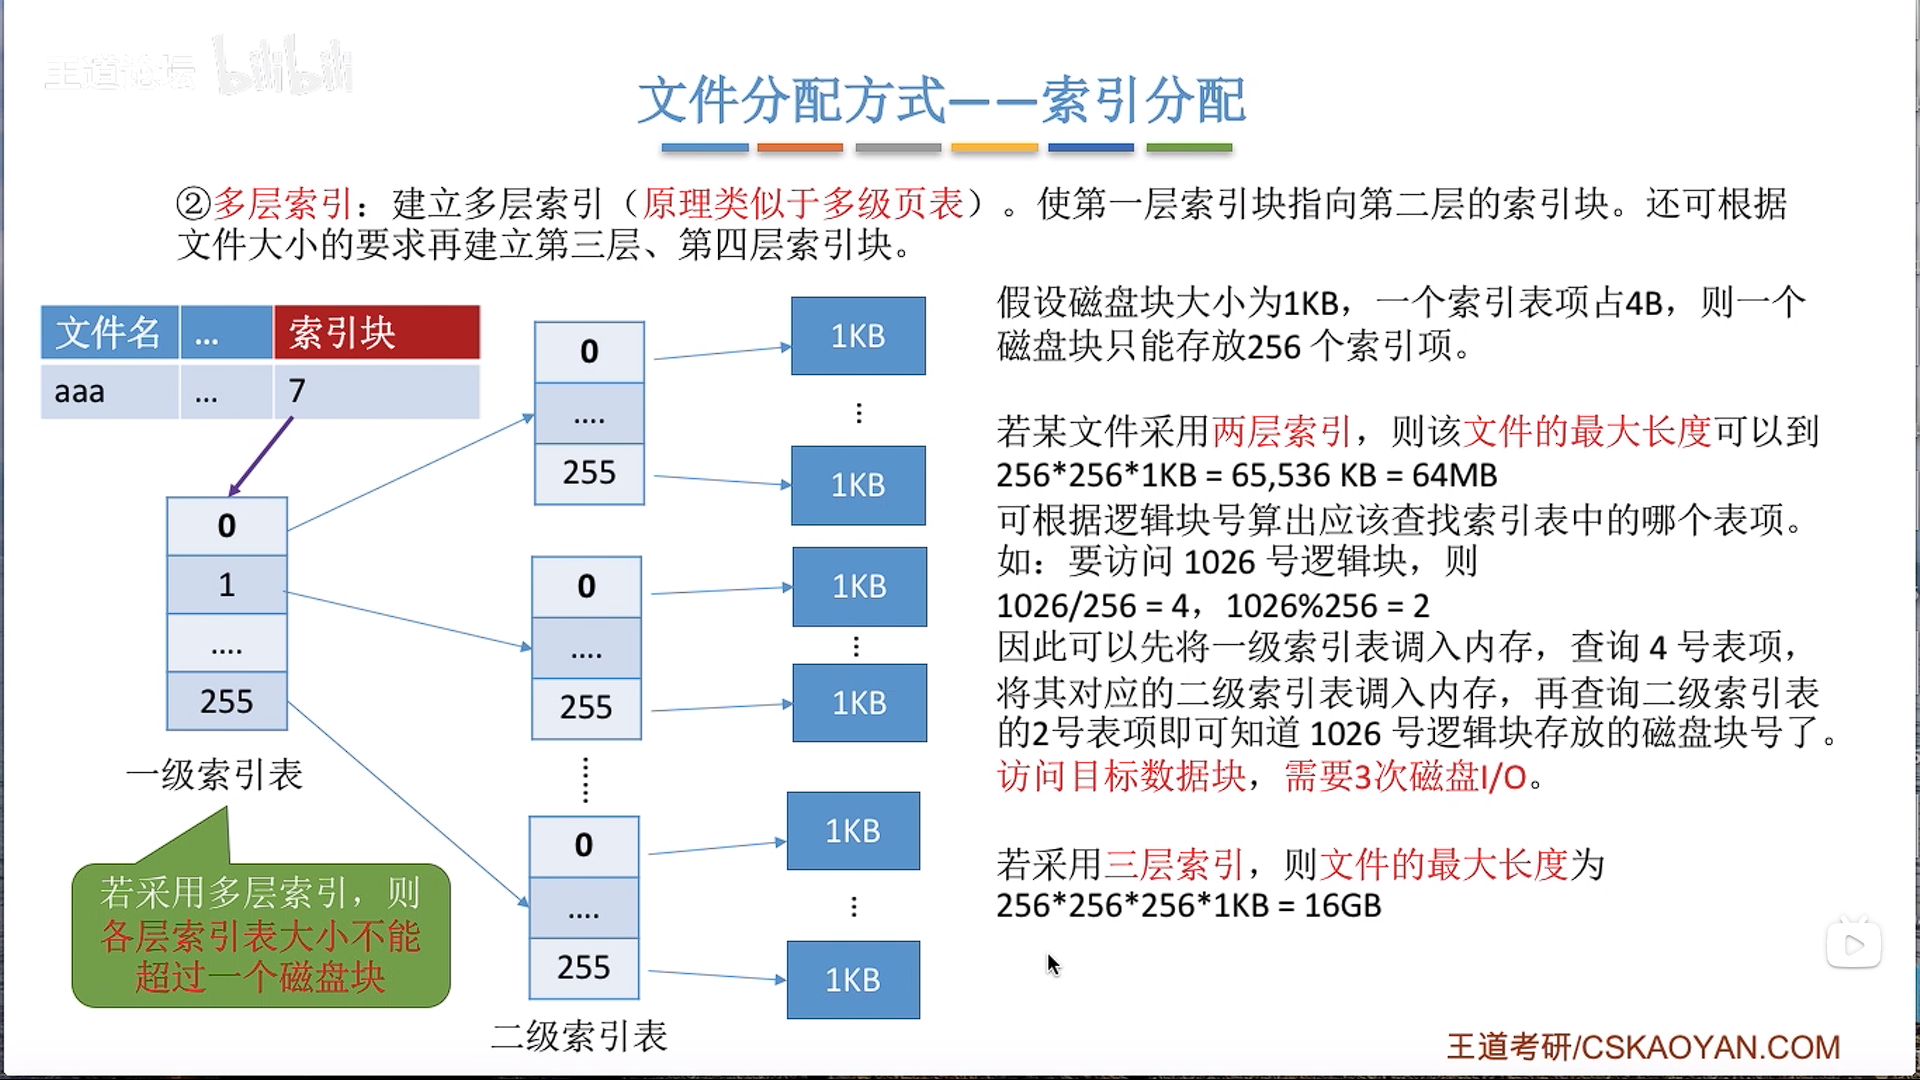 王道论坛 bilibili
文件分配方式——索引分配
②多层索引：建立多层索引（原理类似于多级页表）。使第一层索引块指向第二层的索引块。还可根据
文件大小的要求再建立第三层、第四层索引块。
文件名 ... 索引块
aaa ... 7
0
1
....
255
一级索引表
若采用多层索引，则
各层索引表大小不能
超过一个磁盘块
0
....
255
0
....
255
0
....
255
二级索引表
1KB
1KB
1KB
1KB
1KB
1KB
假设磁盘块大小为1KB，一个索引表项占4B，则一个
磁盘块只能存放256 个索引项。
若某文件采用两层索引，则该文件的最大长度可以到
256*256*1KB = 65,536 KB = 64MB
可根据逻辑块号算出应该查找索引表中的哪个表项。
如：要访问 1026 号逻辑块，则
1026/256 = 4，1026%256 = 2
因此可以先将一级索引表调入内存，查询 4 号表项，
将其对应的二级索引表调入内存，再查询二级索引表
的2号表项即可知道 1026 号逻辑块存放的磁盘块号了。
访问目标数据块，需要3次磁盘I/O。
若采用三层索引，则文件的最大长度为
256*256*256*1KB = 16GB
王道考研/CSKAOYAN.COM